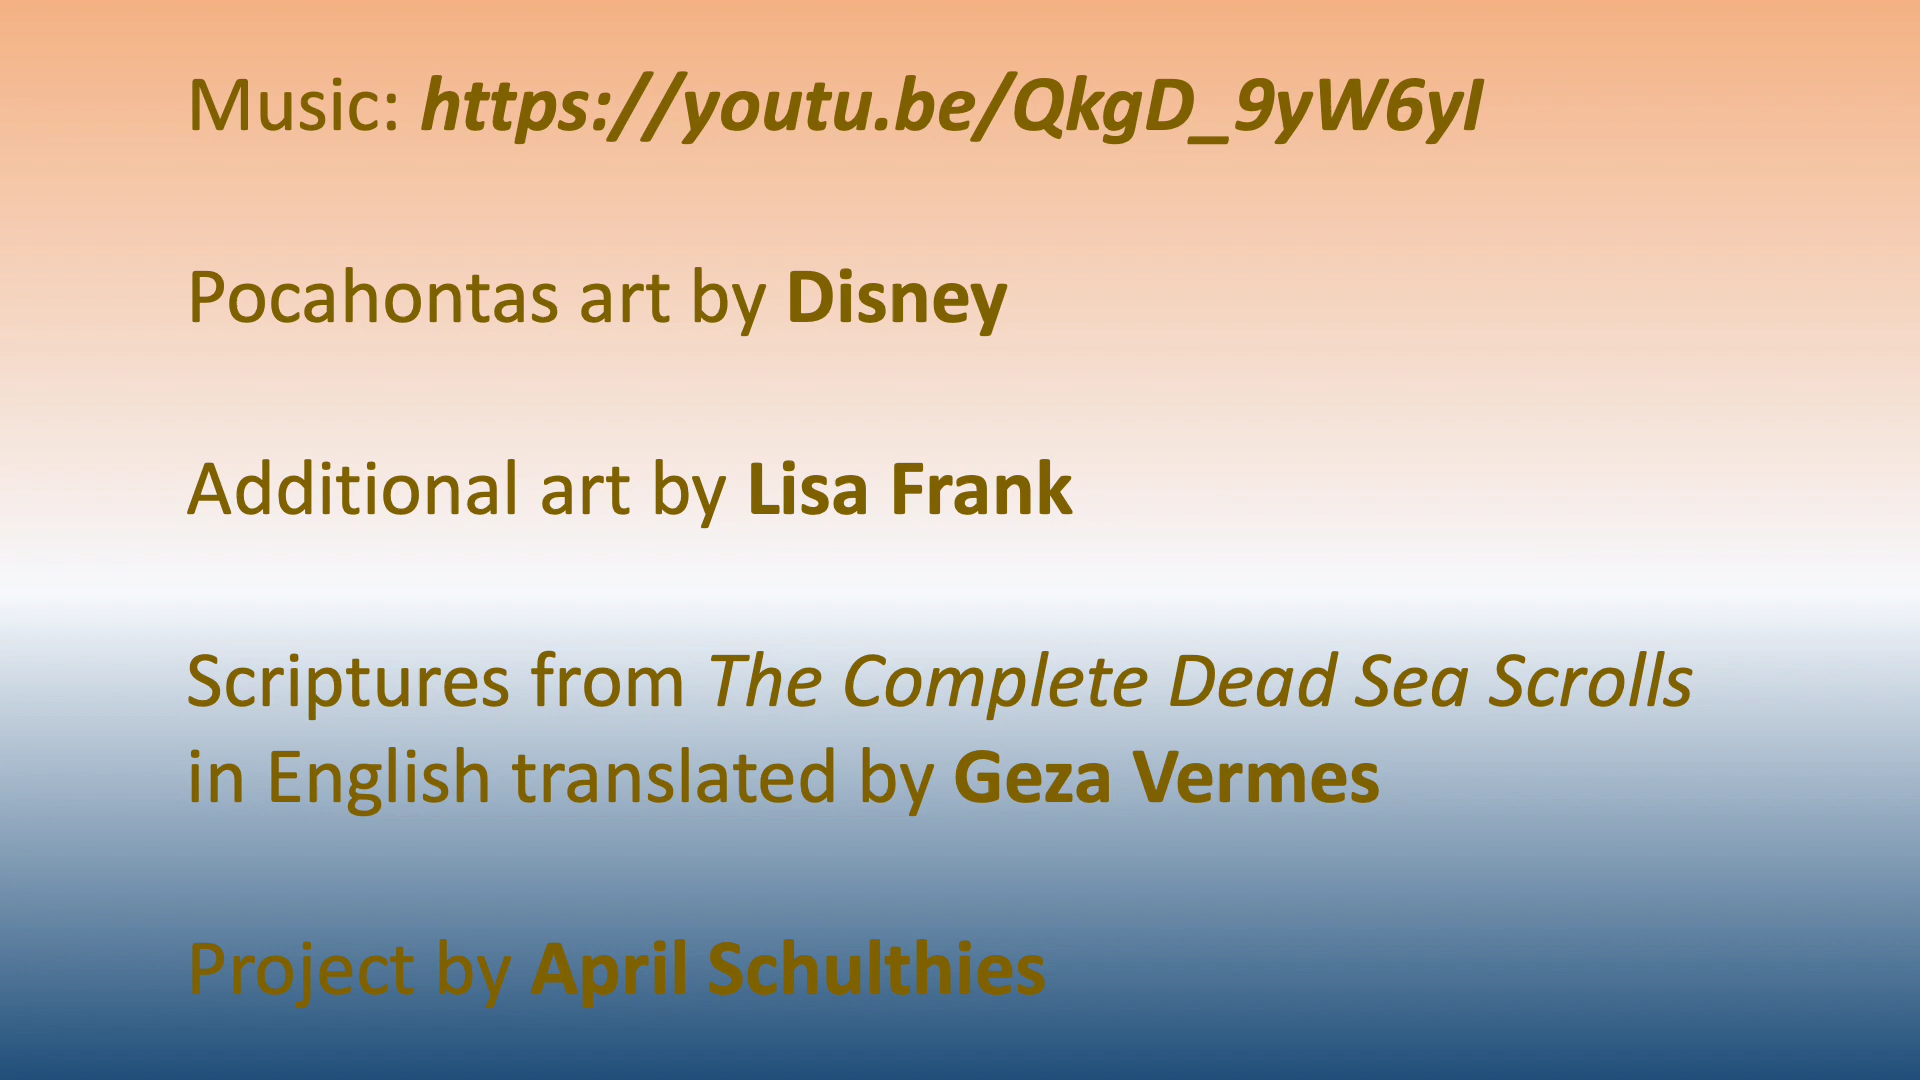 Music: https://youtu.be/QkgD_9yW6yI
Pocahontas art by Disney
Additional art by Lisa Frank
Scriptures from The Complete Dead Sea Scrolls
in English translated by Geza Vermes
Project by April Schulthies